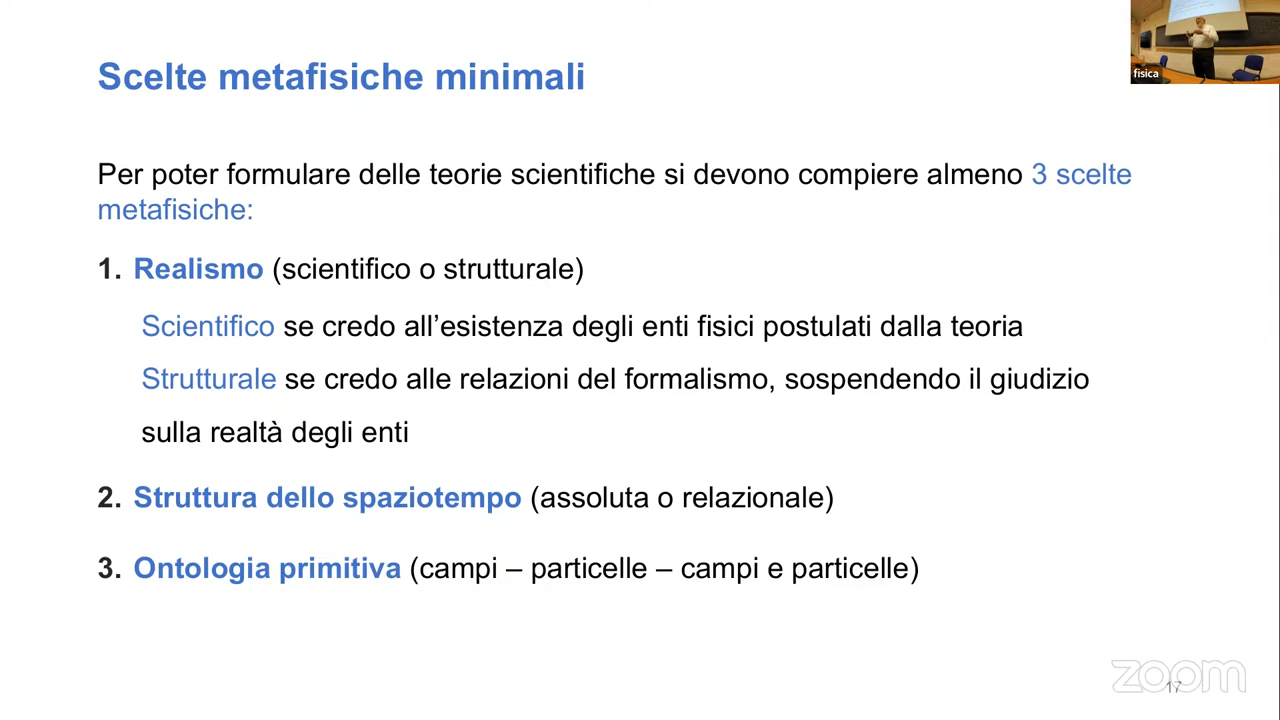 Scelte metafisiche minimali
fisica
Per poter formulare delle teorie scientifiche si devono compiere almeno 3 scelte
metafisiche:
1. Realismo (scientifico o strutturale)
Scientifico se credo all’esistenza degli enti fisici postulati dalla teoria
Strutturale se credo alle relazioni del formalismo, sospendendo il giudizio
sulla realtà degli enti
2. Struttura dello spaziotempo (assoluta o relazionale)
3. Ontologia primitiva (campi – particelle – campi e particelle)
zoom
17